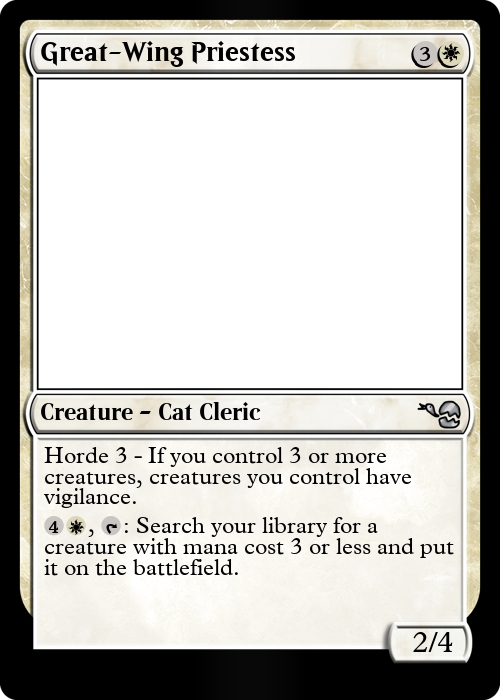 Great-Wing Priestess 3
Creature - Cat Cleric
Horde 3 - If you control 3 or more
creatures, creatures you control have
vigilance.
4, : Search your library for a
creature with mana cost 3 or less and put
it on the battlefield.
2/4